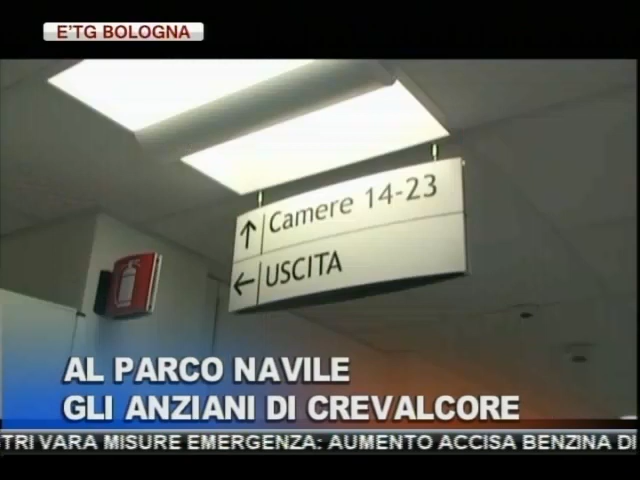 E'TG BOLOGNA
Camere 14-23
USCITA
AL PARCO NAVILE
GLI ANZIANI DI CREVALCORE
TRI VARA MISURE EMERGENZA: AUMENTO ACCISA BENZINA DI